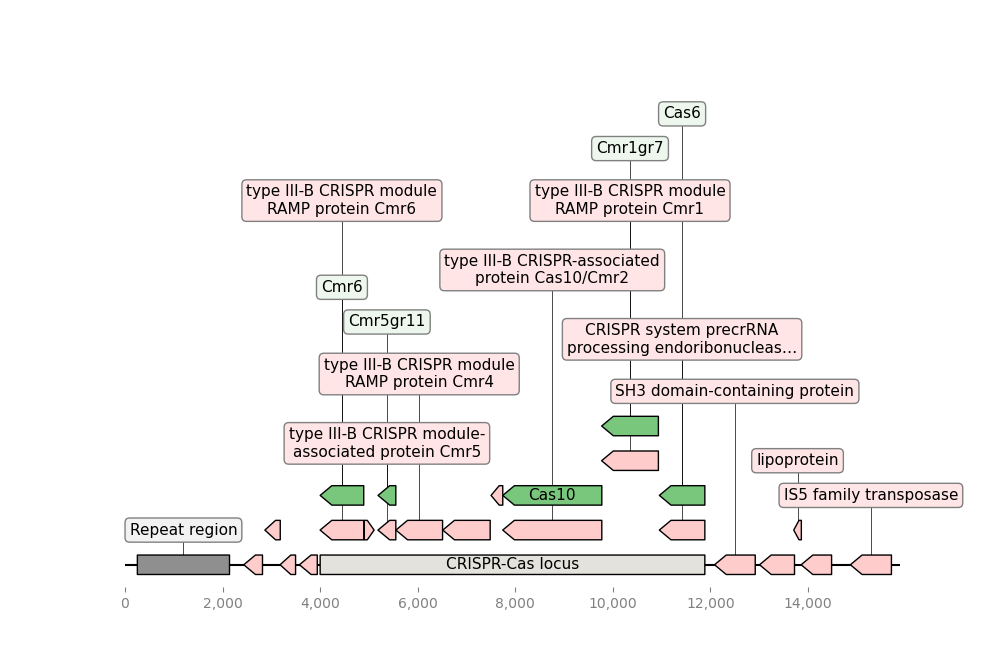 Cas6
Cmr1gr7
type III-B CRISPR module
RAMP protein Cmr6
type III-B CRISPR module
RAMP protein Cmr1
type III-B CRISPR-associated
protein Cas10/Cmr2
Cmr6
Cmr5gr11
CRISPR system precrRNA
processing endoribonucleas…
type III-B CRISPR module
RAMP protein Cmr4
SH3 domain-containing protein
type III-B CRISPR module-
associated protein Cmr5
lipoprotein
Cas10
IS5 family transposase
Repeat region
CRISPR-Cas locus
0 2,000 4,000 6,000 8,000 10,000 12,000 14,000